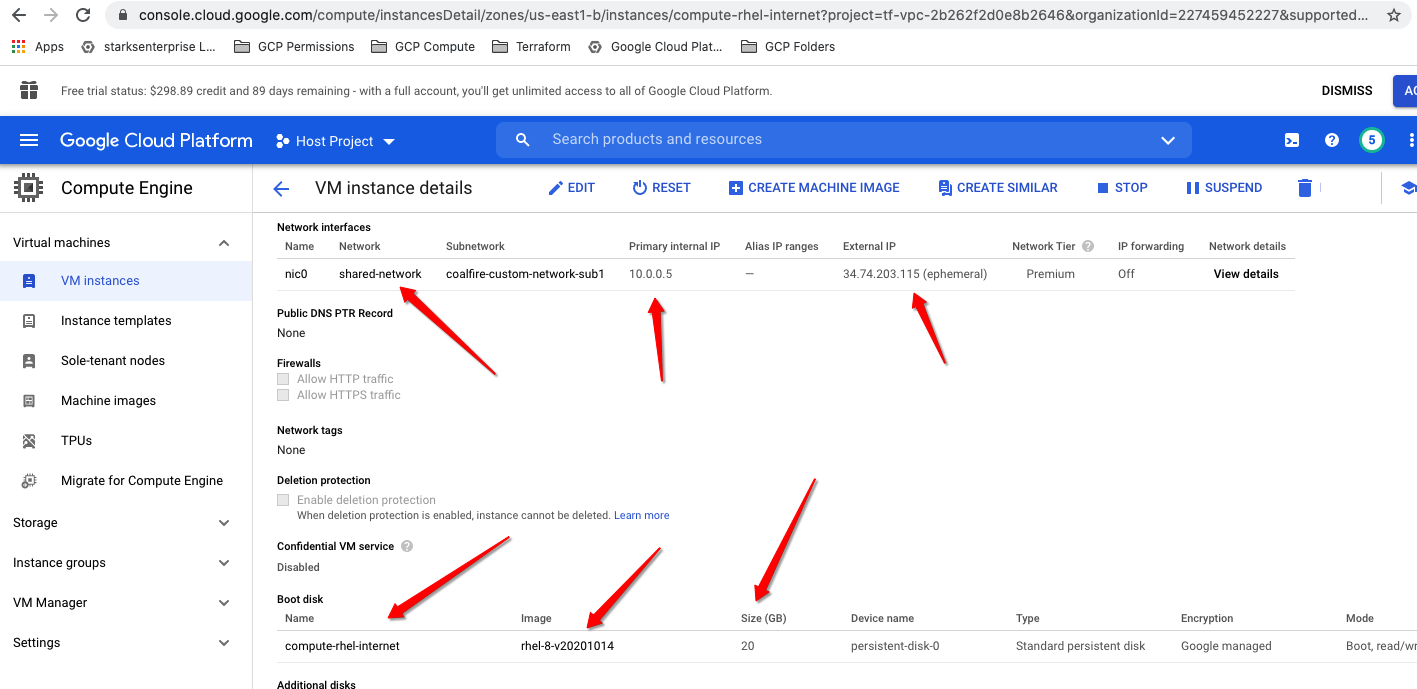 console.cloud.google.com/compute/instancesDetail/zones/us-east1-b/instances/compute-rhel-internet?project=tf-vpc-2b262f2d0e8b2646&organizationId=227459452227&supported...
Apps starksenterprise L... GCP Permissions GCP Compute Terraform Google Cloud Plat... GCP Folders
Free trial status: $298.89 credit and 89 days remaining - with a full account, you'll get unlimited access to all of Google Cloud Platform. DISMISS AC
Google Cloud Platform Host Project Search products and resources 5
Compute Engine VM instance details EDIT RESET CREATE MACHINE IMAGE CREATE SIMILAR STOP SUSPEND
Virtual machines
VM instances
Instance templates
Sole-tenant nodes
Machine images
TPUs
Migrate for Compute Engine
Storage
Instance groups
VM Manager
Settings
Network interfaces
Name Network Subnetwork Primary internal IP Alias IP ranges External IP Network Tier ? IP forwarding Network details
nic0 shared-network coalfire-custom-network-sub1 10.0.0.5 — 34.74.203.115 (ephemeral) Premium Off View details
Public DNS PTR Record
None
Firewalls
Allow HTTP traffic
Allow HTTPS traffic
Network tags
None
Deletion protection
Enable deletion protection
When deletion protection is enabled, instance cannot be deleted. Learn more
Confidential VM service ?
Disabled
Boot disk
Name Image Size (GB) Device name Type Encryption Mode
compute-rhel-internet rhel-8-v20201014 20 persistent-disk-0 Standard persistent disk Google managed Boot, read/wr
Additional disks